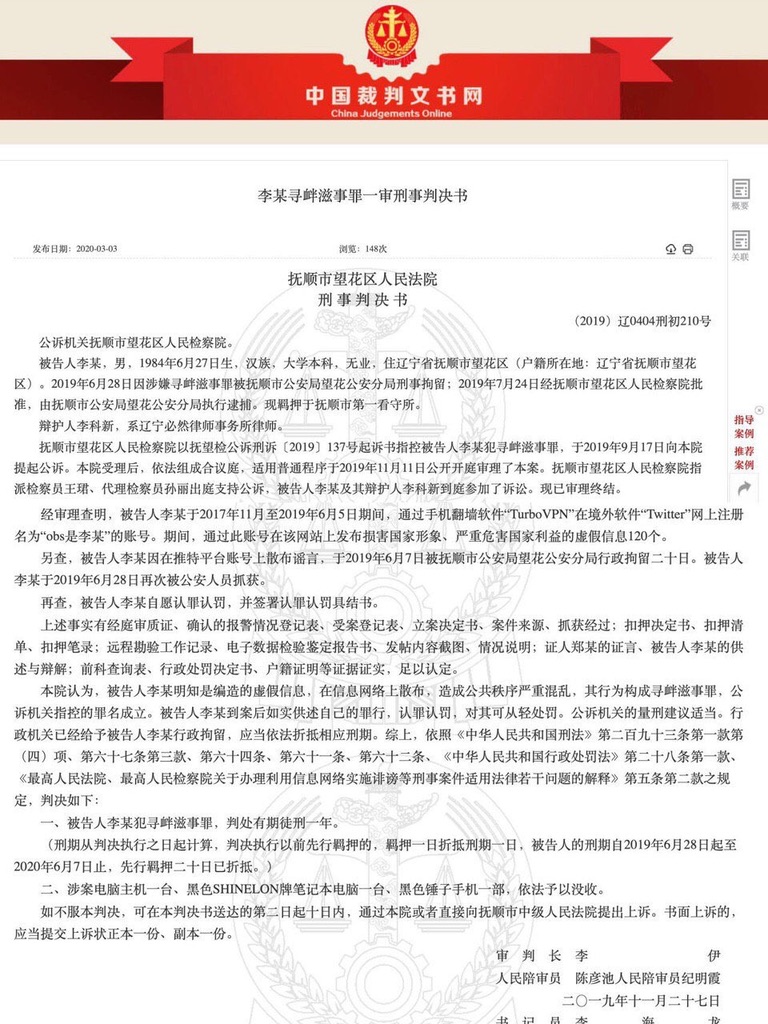 中国裁判文书网
China Judgements Online
李某寻衅滋事罪一审刑事判决书
概要
关联
发布日期：2020-03-03
浏览：148次
抚顺市望花区人民法院
刑 事 判 决 书
（2019）辽0404刑初210号
公诉机关抚顺市望花区人民检察院。
被告人李某，男，1984年6月27日生，汉族，大学本科，无业，住辽宁省抚顺市望花区（户籍所在地：辽宁省抚顺市望花
区）。2019年6月28日因涉嫌寻衅滋事罪被抚顺市公安局望花公安分局刑事拘留；2019年7月24日经抚顺市望花区人民检察院批
准，由抚顺市公安局望花公安分局执行逮捕。现羁押于抚顺市第一看守所。
辩护人李科新，系辽宁必然律师事务所律师。
抚顺市望花区人民检察院以抚望检公诉刑诉〔2019〕137号起诉书指控被告人李某犯寻衅滋事罪，于2019年9月17日向本院
提起公诉。本院受理后，依法组成合议庭，适用普通程序于2019年11月11日公开开庭审理了本案。抚顺市望花区人民检察院指
派检察员王珺、代理检察员孙丽出庭支持公诉，被告人李某及其辩护人李科新到庭参加了诉讼。现已审理终结。
指导
案例
推荐
案例
经审理查明，被告人李某于2017年11月至2019年6月5日期间，通过手机翻墙软件“TurboVPN”在境外软件“Twitter”网上注册
名为“obs是李某”的账号。期间，通过此账号在该网站上发布损害国家形象、严重危害国家利益的虚假信息120个。
另查，被告人李某因在推特平台账号上散布谣言，于2019年6月7日被抚顺市公安局望花公安分局行政拘留二十日。被告人
李某于2019年6月28日再次被公安人员抓获。
再查，被告人李某自愿认罪认罚，并签署认罪认罚具结书。
上述事实有经庭审质证、确认的报警情况登记表、受案登记表、立案决定书、案件来源、抓获经过；扣押决定书、扣押清
单、扣押笔录；远程勘验工作记录、电子数据检验鉴定报告书、发帖内容截图、情况说明；证人郑某的证言、被告人李某的供
述与辩解；前科查询表、行政处罚决定书、户籍证明等证据证实，足以认定。
本院认为，被告人李某明知是编造的虚假信息，在信息网络上散布，造成公共秩序严重混乱，其行为构成寻衅滋事罪，公
诉机关指控的罪名成立。被告人李某到案后如实供述自己的罪行，认罪认罚，对其可从轻处罚。公诉机关的量刑建议适当。行
政机关已经给予被告人李某行政拘留，应当依法折抵相应刑期。综上，依照《中华人民共和国刑法》第二百九十三条第一款第
（四）项、第六十七条第三款、第六十四条、第六十一条、第六十二条、《中华人民共和国行政处罚法》第二十八条第一款、
《最高人民法院、最高人民检察院关于办理利用信息网络实施诽谤等刑事案件适用法律若干问题的解释》第五条第二款之规
定，判决如下：
一、被告人李某犯寻衅滋事罪，判处有期徒刑一年。
（刑期从判决执行之日起计算，判决执行以前先行羁押的，羁押一日折抵刑期一日，被告人的刑期自2019年6月28日起至
2020年6月7日止，先行羁押二十日已折抵。）
二、涉案电脑主机一台、黑色SHINELON牌笔记本电脑一台、黑色锤子手机一部，依法予以没收。
如不服本判决，可在本判决书送达的第二日起十日内，通过本院或者直接向抚顺市中级人民法院提出上诉。书面上诉的，
应当提交上诉状正本一份、副本一份。
审 判 长 李 伊
人民陪审员 陈彦池人民陪审员纪明霞
二〇一九年十一月二十七日
书 记 员 李 海 龙